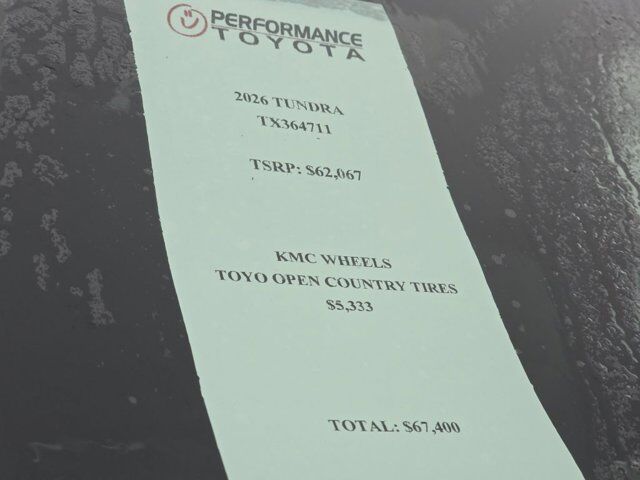 PERFORMANCE
TOYOTA
2026 TUNDRA
TX364711
TSRP: $62,067
KMC WHEELS
TOYO OPEN COUNTRY TIRES
$5,333
TOTAL: $67,400